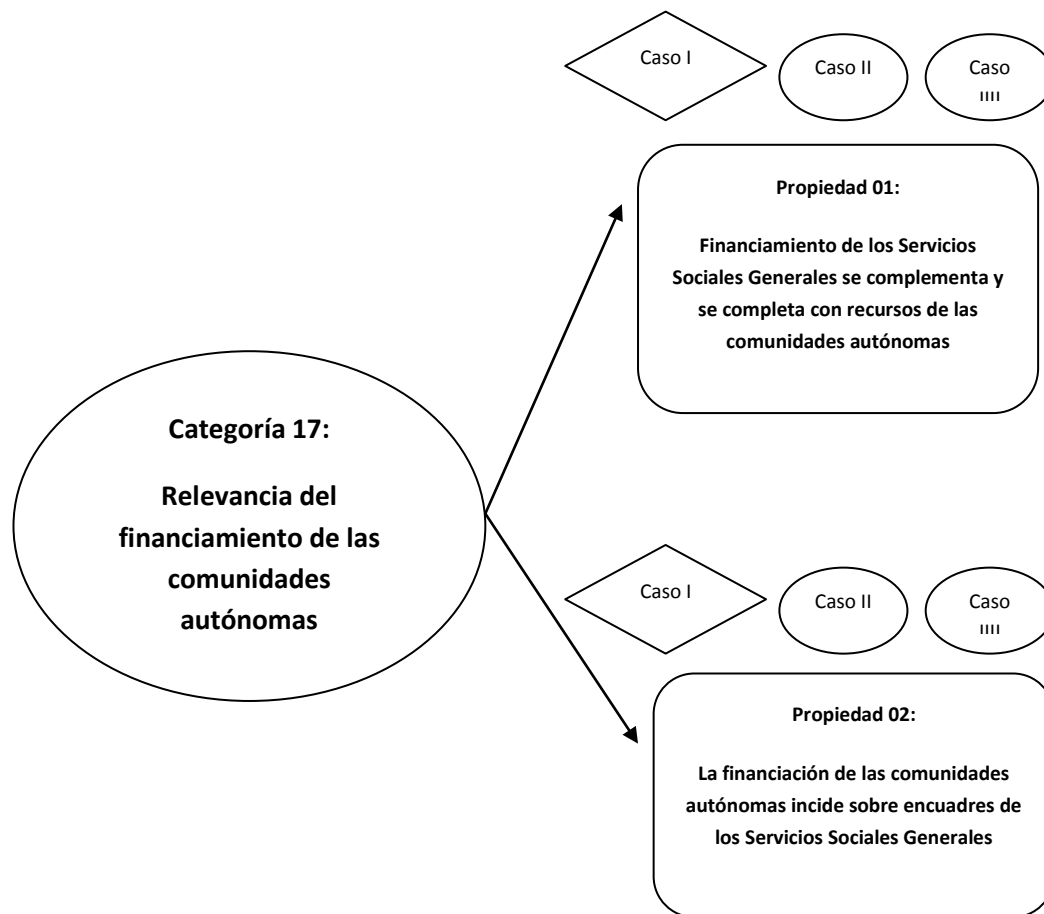 Caso I
Caso II
Caso
IIII
Propiedad 01:
Financiamiento de los Servicios
Sociales Generales se complementa y
se completa con recursos de las
comunidades autónomas
Categoría 17:
Relevancia del
financiamiento de las
comunidades
autónomas
Caso I
Caso II
Caso
IIII
Propiedad 02:
La financiación de las comunidades
autónomas incide sobre encuadres de
los Servicios Sociales Generales